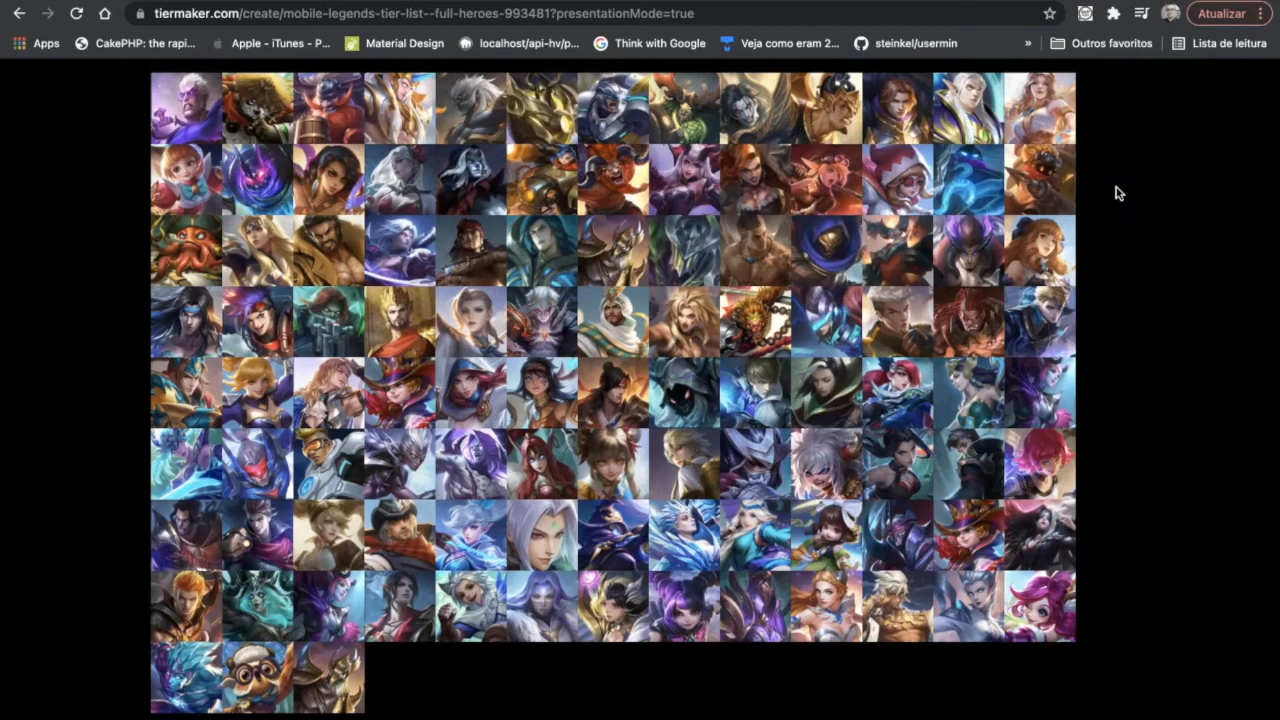 tiermaker.com/create/mobile-legends-tier-list--full-heroes-993481?presentationMode=true
Atualizar
Apps
CakePHP: the rapi...
Apple - iTunes - P...
Material Design
localhost/api-hv/p...
Think with Google
Veja como eram 2...
steinkel/usermin
»
Outros favoritos
Lista de leitura